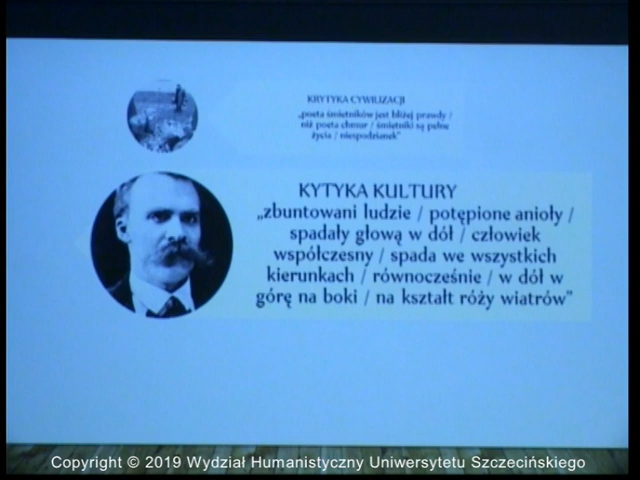 KRYTYKA CYWILIZACJI
„poeta śmietników jest bliżej prawdy /
niż poeta chmur / śmietniki są pełne
życia / niespodzianek”
KYTYKA KULTURY
„zbuntowani ludzie / potępione anioły /
spadały głową w dół / człowiek
współczesny / spada we wszystkich
kierunkach / równocześnie / w dół w
górę na boki / na kształt róży wiatrów”
Copyright © 2019 Wydział Humanistyczny Uniwersytetu Szczecińskiego